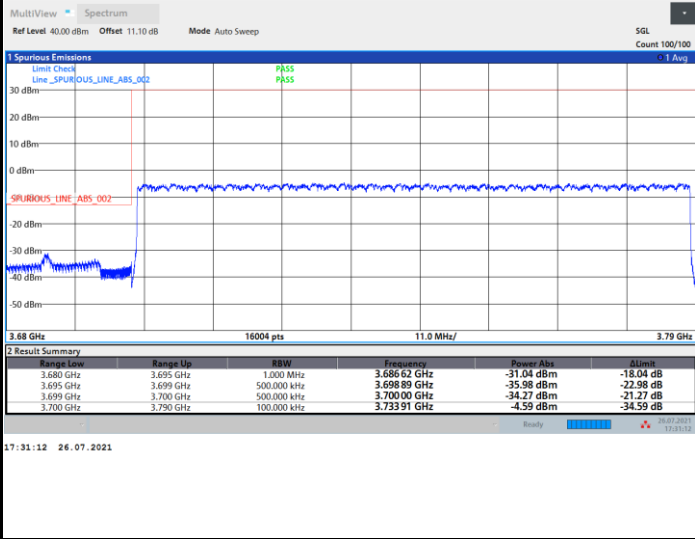 MultiView Spectrum
Ref Level 40.00 dBm Offset 11.10 dB Mode Auto Sweep SGL
Count 100/100
1 Spurious Emissions 1 Avg
Limit Check PASS
Line _SPURIOUS_LINE_ABS_002 PASS
30 dBm
20 dBm
10 dBm
0 dBm
_SPURIOUS_LINE_ABS_002
-20 dBm
-30 dBm
-40 dBm
-50 dBm
3.68 GHz 16004 pts 11.0 MHz/ 3.79 GHz
2 Result Summary
Range Low Range Up RBW Frequency Power Abs ΔLimit
3.680 GHz 3.695 GHz 1.000 MHz 3.686 62 GHz -31.04 dBm -18.04 dB
3.695 GHz 3.699 GHz 500.000 kHz 3.698 89 GHz -35.98 dBm -22.98 dB
3.699 GHz 3.700 GHz 500.000 kHz 3.700 00 GHz -34.27 dBm -21.27 dB
3.700 GHz 3.790 GHz 100.000 kHz 3.733 91 GHz -4.59 dBm -34.59 dB
Ready 17:31:12
17:31:12 26.07.2021